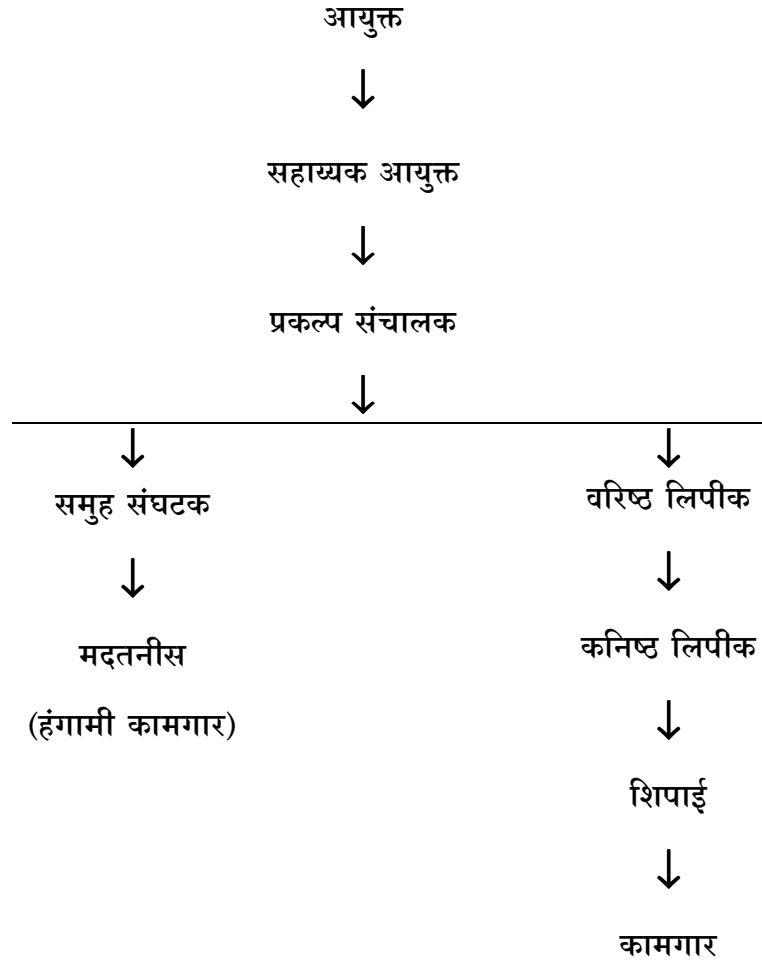 आयुक्त
सहाय्यक आयुक्त
प्रकल्प संचालक
समुह संघटक
वरिष्ठ लिपीक
मदतनीस
कनिष्ठ लिपीक
(हंगामी कामगार)
शिपाई
कामगार